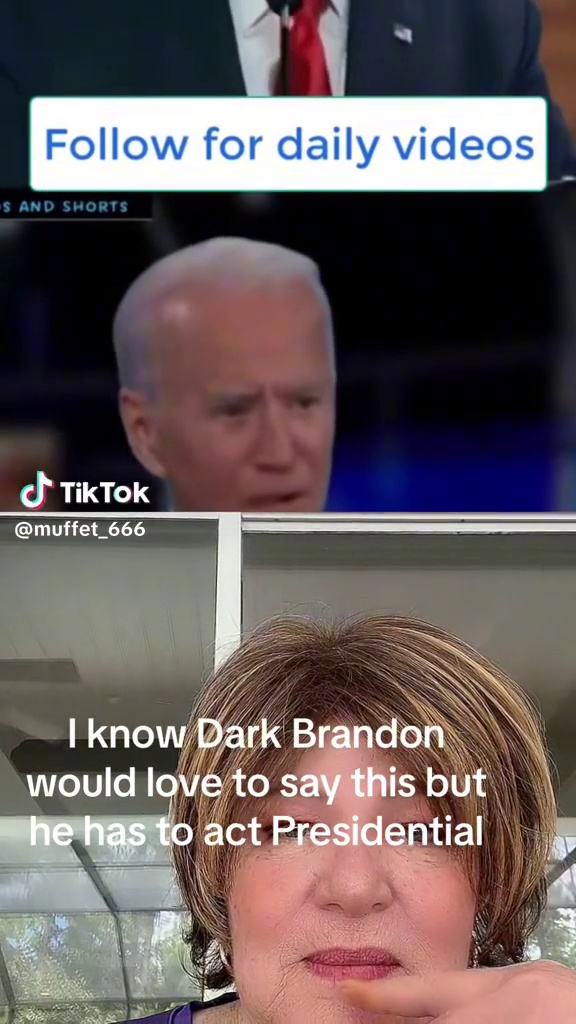 Follow for daily videos
S AND SHORTS
TikTok
@muffet_666
I know Dark Brandon
would love to say this but
he has to act Presidential